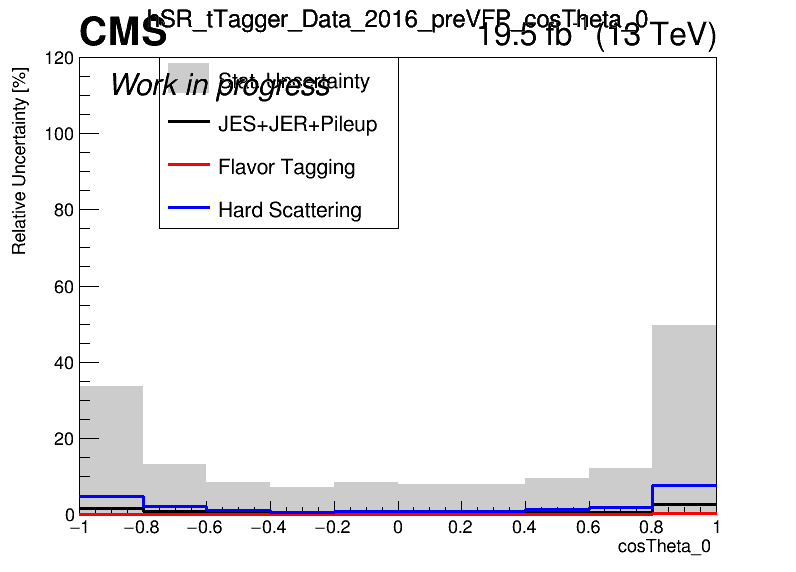 hSR_tTagger_Data_2016_preVFP_cosTheta_0
CMS
19.5 fb⁻¹ (13 TeV)
Work in progress
Stat. Uncertainty
JES+JER+Pileup
Flavor Tagging
Hard Scattering
Relative Uncertainty [%]
120
100
80
60
40
20
0
−1 −0.8 −0.6 −0.4 −0.2 0 0.2 0.4 0.6 0.8 1
cosTheta_0